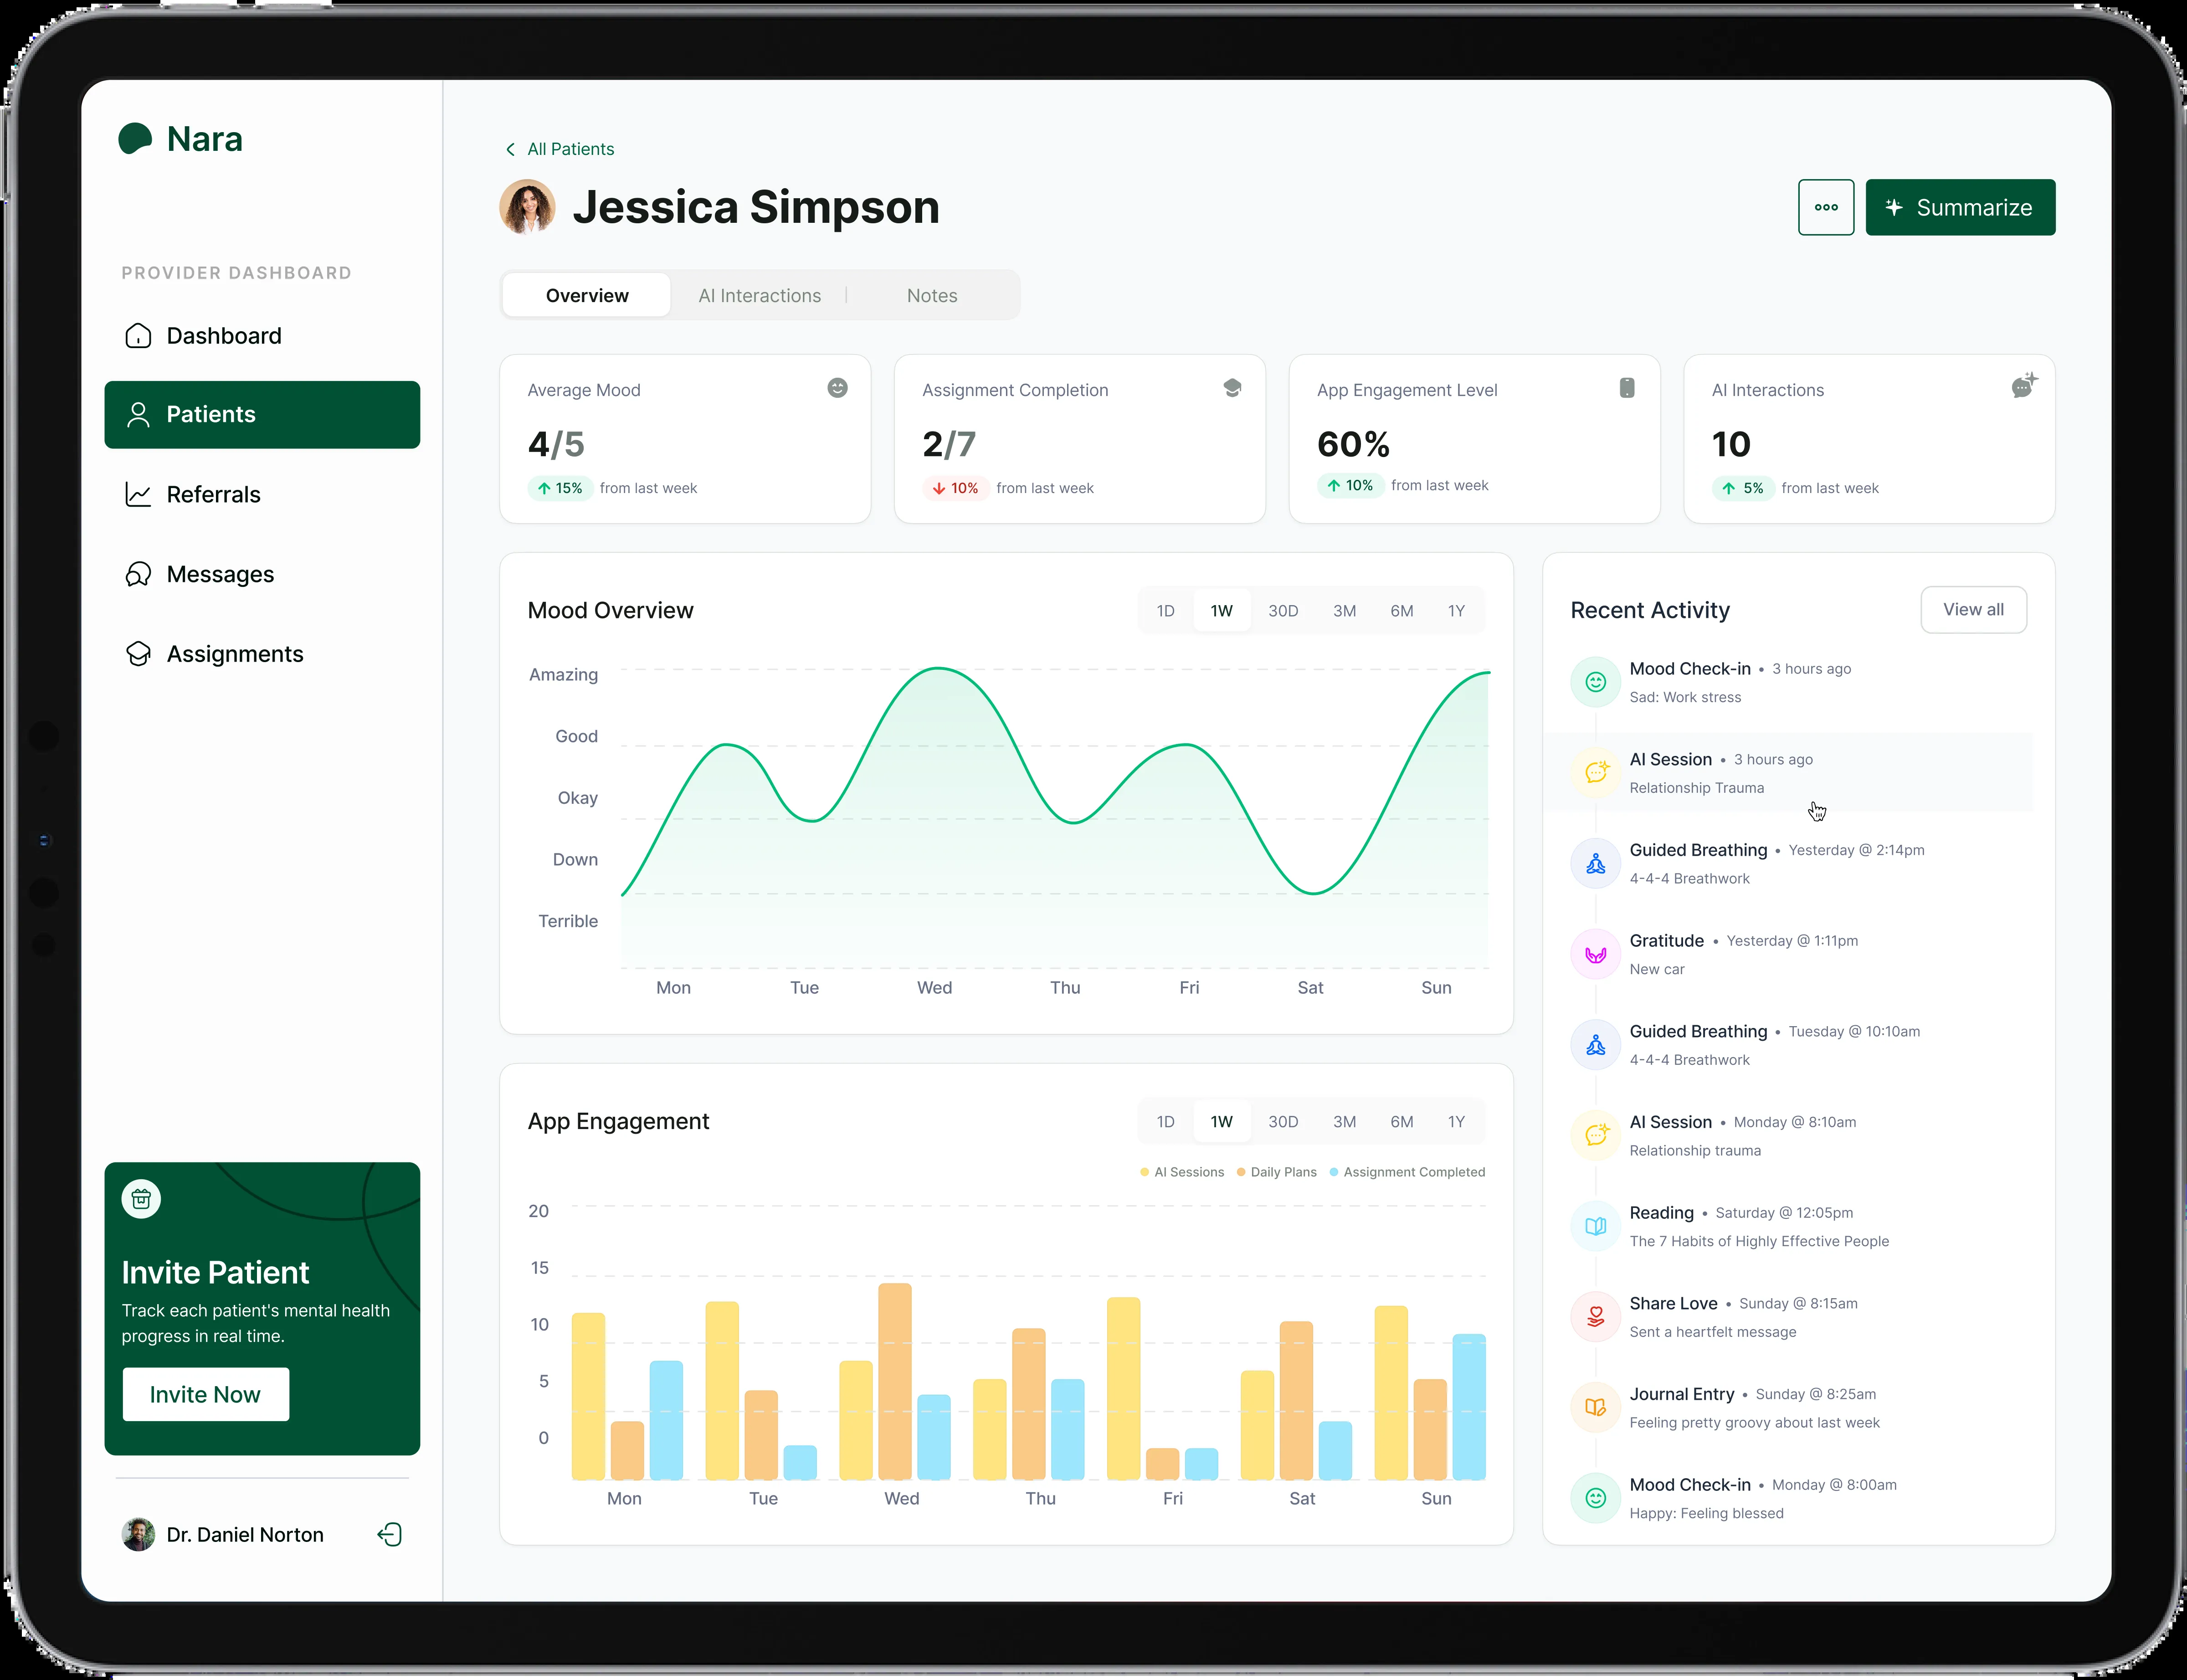 Nara
PROVIDER DASHBOARD
Dashboard
Patients
Referrals
Messages
Assignments
Invite Patient
Track each patient's mental health
progress in real time.
Invite Now
Dr. Daniel Norton
All Patients
Jessica Simpson
Summarize
Overview
AI Interactions
Notes
Average Mood
4/5
15% from last week
Assignment Completion
2/7
10% from last week
App Engagement Level
60%
10% from last week
AI Interactions
10
5% from last week
Mood Overview
1D 1W 30D 3M 6M 1Y
Amazing
Good
Okay
Down
Terrible
Mon Tue Wed Thu Fri Sat Sun
App Engagement
1D 1W 30D 3M 6M 1Y
AI Sessions Daily Plans Assignment Completed
20
15
10
5
0
Mon Tue Wed Thu Fri Sat Sun
Recent Activity
View all
Mood Check-in • 3 hours ago
Sad: Work stress
AI Session • 3 hours ago
Relationship Trauma
Guided Breathing • Yesterday @ 2:14pm
4-4-4 Breathwork
Gratitude • Yesterday @ 1:11pm
New car
Guided Breathing • Tuesday @ 10:10am
4-4-4 Breathwork
AI Session • Monday @ 8:10am
Relationship trauma
Reading • Saturday @ 12:05pm
The 7 Habits of Highly Effective People
Share Love • Sunday @ 8:15am
Sent a heartfelt message
Journal Entry • Sunday @ 8:25am
Feeling pretty groovy about last week
Mood Check-in • Monday @ 8:00am
Happy: Feeling blessed